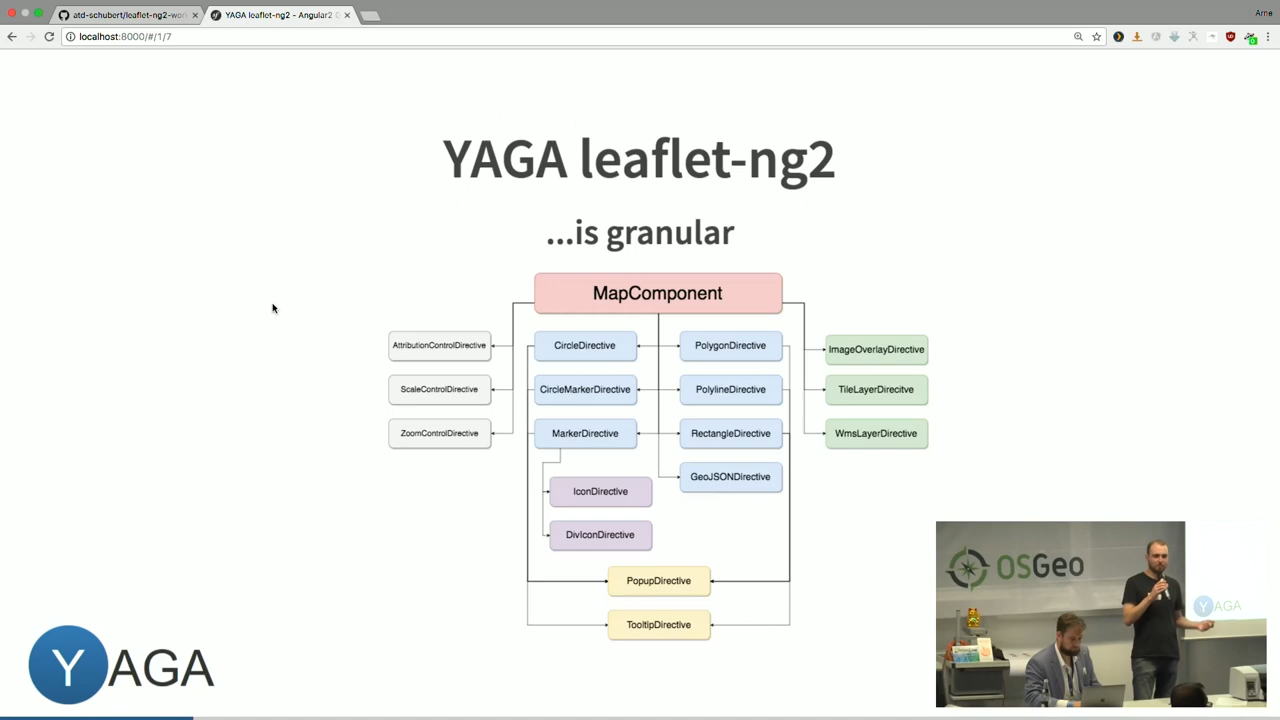 atd-schubert/leaflet-ng2-wor
YAGA leaflet-ng2 - Angular2 
Arne
localhost:8000/#/1/7
YAGA leaflet-ng2
...is granular
MapComponent
AttributionControlDirective
CircleDirective
PolygonDirective
ImageOverlayDirective
ScaleControlDirective
CircleMarkerDirective
PolylineDirective
TileLayerDirecitve
ZoomControlDirective
MarkerDirective
RectangleDirective
WmsLayerDirective
GeoJSONDirective
IconDirective
DivIconDirective
PopupDirective
TooltipDirective
YAGA
OSGeo
YAGA